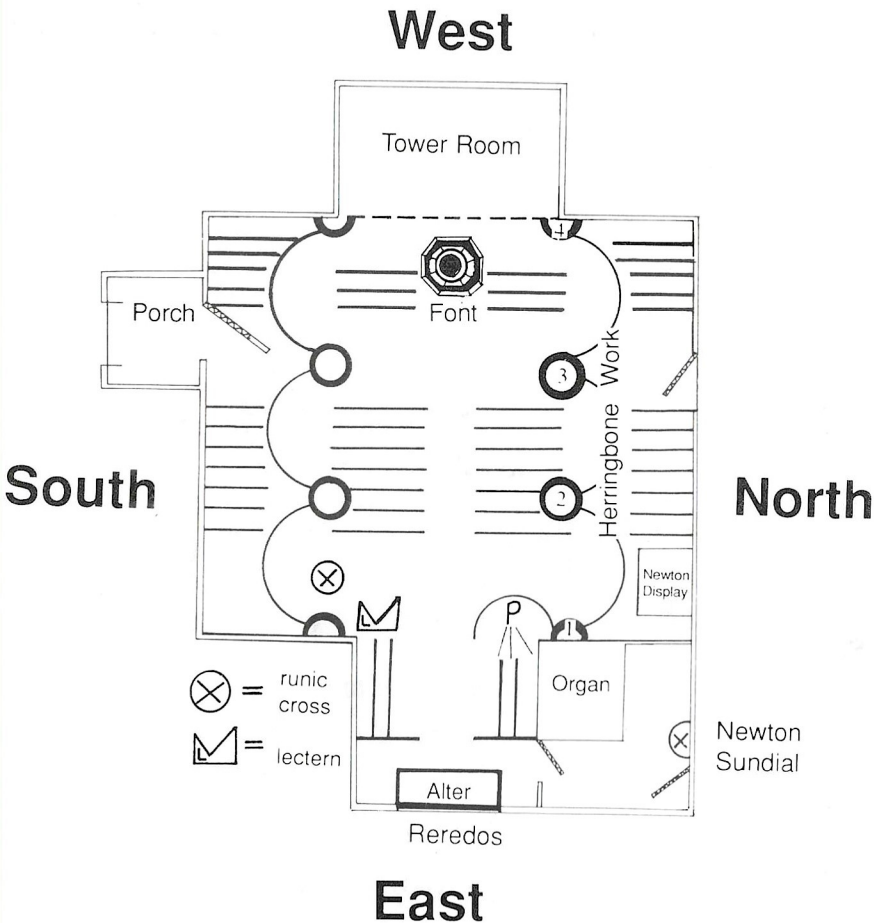 West
Tower Room
4
Porch
Font
3
Herringbone Work
South
2
North
Newton
Display
P
1
Organ
= runic
cross
= lectern
Newton
Sundial
Alter
Reredos
East